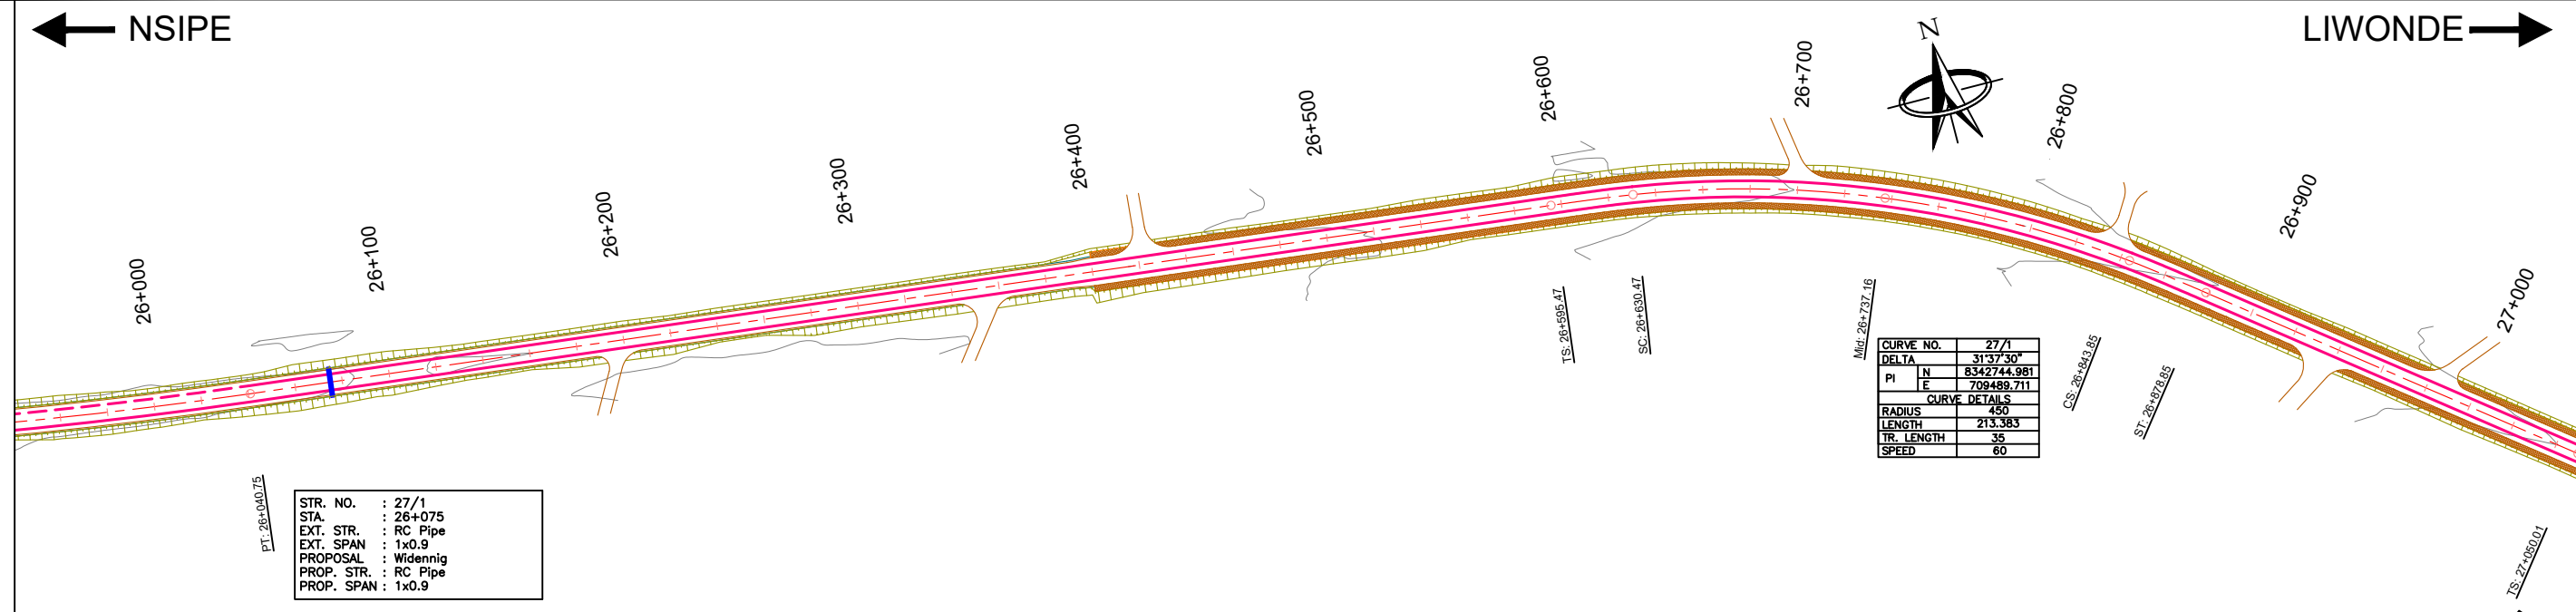 NSIPE
LIWONDE
N
26+000
26+100
26+200
26+300
26+400
26+500
26+600
26+700
26+800
26+900
27+000
PT: 26+040.75
TS: 26+595.47
SC: 26+630.47
Mid: 26+737.16
CS: 26+843.85
ST: 26+878.85
TS: 27+050.01
STR. NO. : 27/1
STA. : 26+075
EXT. STR. : RC Pipe
EXT. SPAN : 1x0.9
PROPOSAL : Widennig
PROP. STR. : RC Pipe
PROP. SPAN : 1x0.9
CURVE NO. 27/1
DELTA 31°37'30"
PI N 8342744.981
E 709489.711
CURVE DETAILS
RADIUS 450
LENGTH 213.383
TR. LENGTH 35
SPEED 60